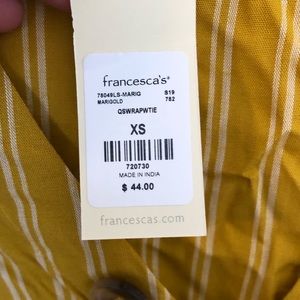 francesca's®
78049LS-MARIG S19
MARIGOLD 782
QSWRAPWTIE
XS
720730
MADE IN INDIA
$ 44.00
francescas.com